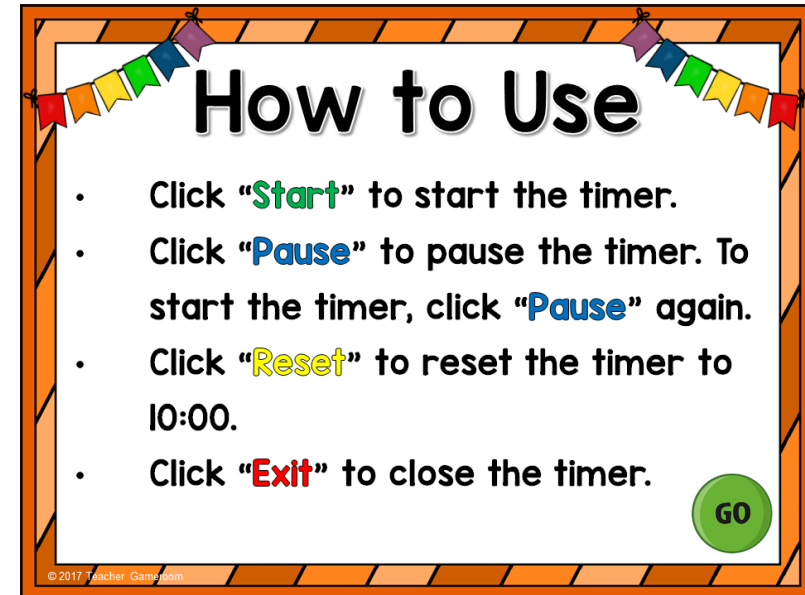 How to Use
• Click “Start” to start the timer.
• Click “Pause” to pause the timer. To
start the timer, click “Pause” again.
• Click “Reset” to reset the timer to
10:00.
• Click “Exit” to close the timer.
GO
© 2017 Teacher Gameroom